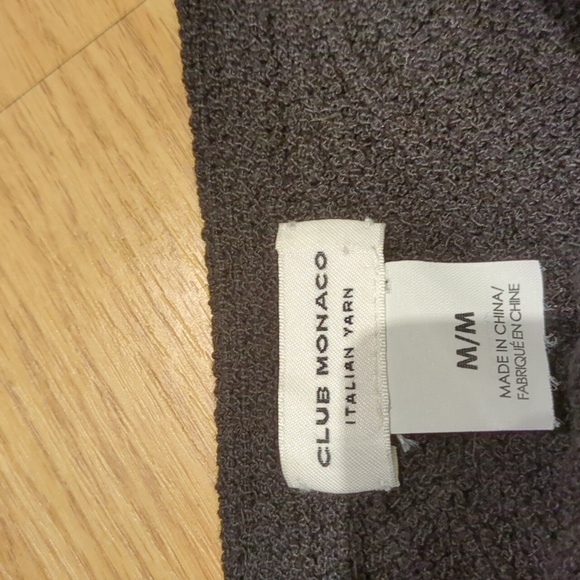 CLUB MONACO
ITALIAN YARN
M/M
MADE IN CHINA/
FABRIQUÉ EN CHINE